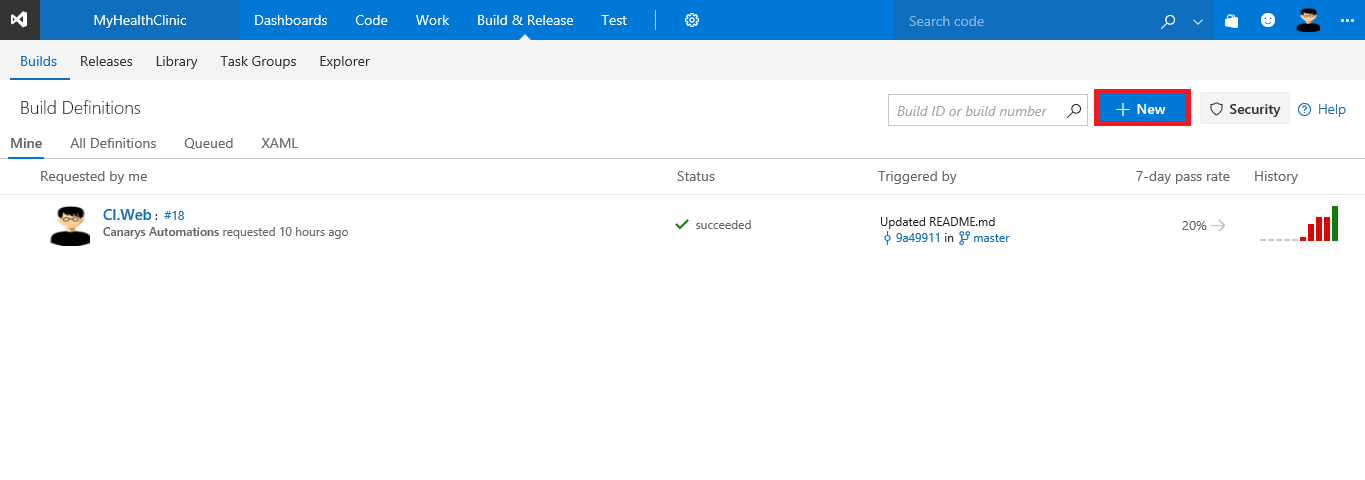 MyHealthClinic Dashboards Code Work Build & Release Test Search code
Builds Releases Library Task Groups Explorer
Build Definitions Build ID or build number New Security Help
Mine All Definitions Queued XAML
Requested by me Status Triggered by 7-day pass rate History
CI.Web : #18 succeeded Updated README.md 20%
Canarys Automations requested 10 hours ago 9a49911 in master